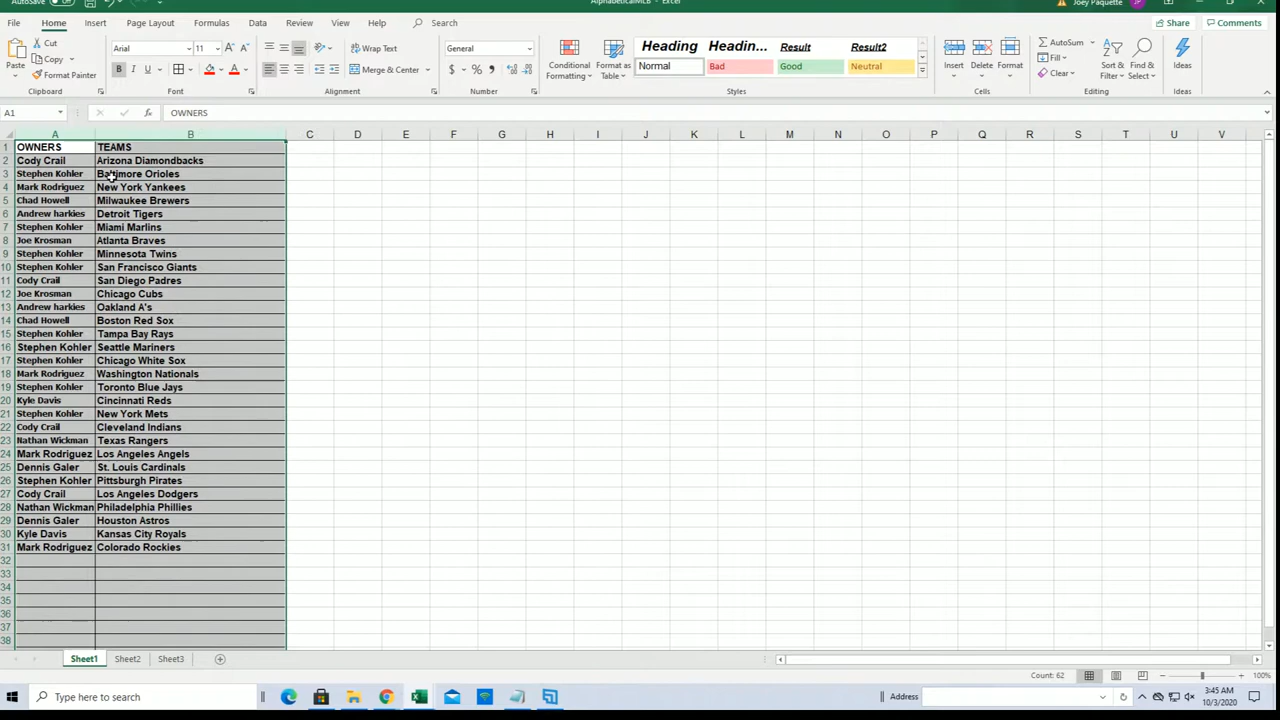 AutoSave Off AlphabeticalMLB - Excel Joey Paquette JP
File Home Insert Page Layout Formulas Data Review View Help Search Share Comments
Paste Cut Copy Format Painter Clipboard
Arial 11 A A B I U Font
Wrap Text Merge & Center Alignment
General $ % , Number
Conditional Formatting Format as Table
Heading Headin... Result Result2
Normal Bad Good Neutral
Styles
Insert Delete Format Cells
AutoSum Fill Clear Sort & Filter Find & Select Editing
Ideas Ideas
A1 fx OWNERS
A B C D E F G H I J K L M N O P Q R S T U V
1 OWNERS TEAMS
2 Cody Crail Arizona Diamondbacks
3 Stephen Kohler Baltimore Orioles
4 Mark Rodriguez New York Yankees
5 Chad Howell Milwaukee Brewers
6 Andrew harkies Detroit Tigers
7 Stephen Kohler Miami Marlins
8 Joe Krosman Atlanta Braves
9 Stephen Kohler Minnesota Twins
10 Stephen Kohler San Francisco Giants
11 Cody Crail San Diego Padres
12 Joe Krosman Chicago Cubs
13 Andrew harkies Oakland A's
14 Chad Howell Boston Red Sox
15 Stephen Kohler Tampa Bay Rays
16 Stephen Kohler Seattle Mariners
17 Stephen Kohler Chicago White Sox
18 Mark Rodriguez Washington Nationals
19 Stephen Kohler Toronto Blue Jays
20 Kyle Davis Cincinnati Reds
21 Stephen Kohler New York Mets
22 Cody Crail Cleveland Indians
23 Nathan Wickman Texas Rangers
24 Mark Rodriguez Los Angeles Angels
25 Dennis Galer St. Louis Cardinals
26 Stephen Kohler Pittsburgh Pirates
27 Cody Crail Los Angeles Dodgers
28 Nathan Wickman Philadelphia Phillies
29 Dennis Galer Houston Astros
30 Kyle Davis Kansas City Royals
31 Mark Rodriguez Colorado Rockies
32
33
34
35
36
37
38
Sheet1 Sheet2 Sheet3
Count: 62 100%
Type here to search Address 3:45 AM
10/3/2020